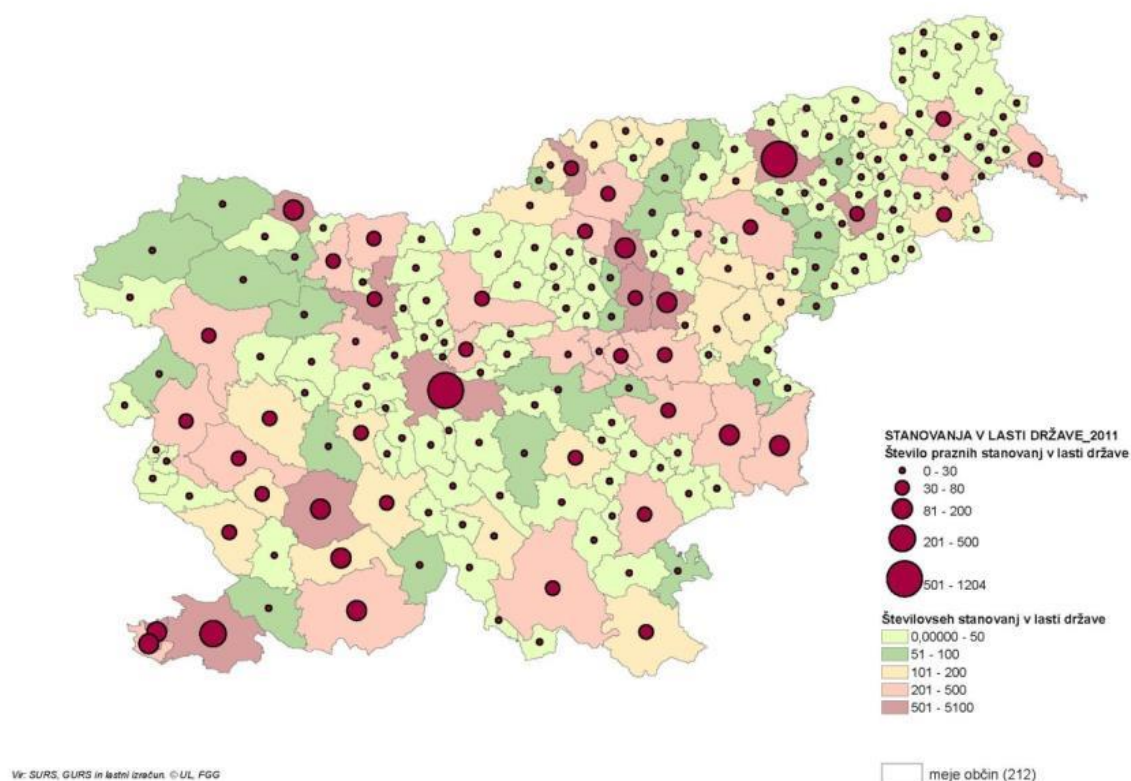 STANOVANJA V LASTI DRŽAVE_2011
Število praznih stanovanj v lasti države
0 - 30
30 - 80
81 - 200
201 - 500
501 - 1204
Številovseh stanovanj v lasti države
0,00000 - 50
51 - 100
101 - 200
201 - 500
501 - 5100
meje občin (212)
Vir: SURS, GURS in lastni izračun. © UL, FGG